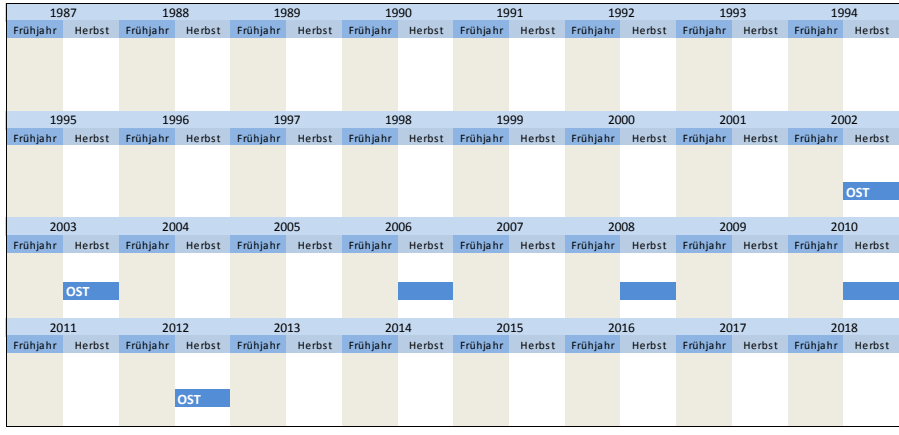 1987 1988 1989 1990 1991 1992 1993 1994
Frühjahr Herbst Frühjahr Herbst Frühjahr Herbst Frühjahr Herbst Frühjahr Herbst Frühjahr Herbst Frühjahr Herbst Frühjahr Herbst
1995 1996 1997 1998 1999 2000 2001 2002
Frühjahr Herbst Frühjahr Herbst Frühjahr Herbst Frühjahr Herbst Frühjahr Herbst Frühjahr Herbst Frühjahr Herbst Frühjahr Herbst
OST
2003 2004 2005 2006 2007 2008 2009 2010
Frühjahr Herbst Frühjahr Herbst Frühjahr Herbst Frühjahr Herbst Frühjahr Herbst Frühjahr Herbst Frühjahr Herbst Frühjahr Herbst
OST
2011 2012 2013 2014 2015 2016 2017 2018
Frühjahr Herbst Frühjahr Herbst Frühjahr Herbst Frühjahr Herbst Frühjahr Herbst Frühjahr Herbst Frühjahr Herbst Frühjahr Herbst
OST